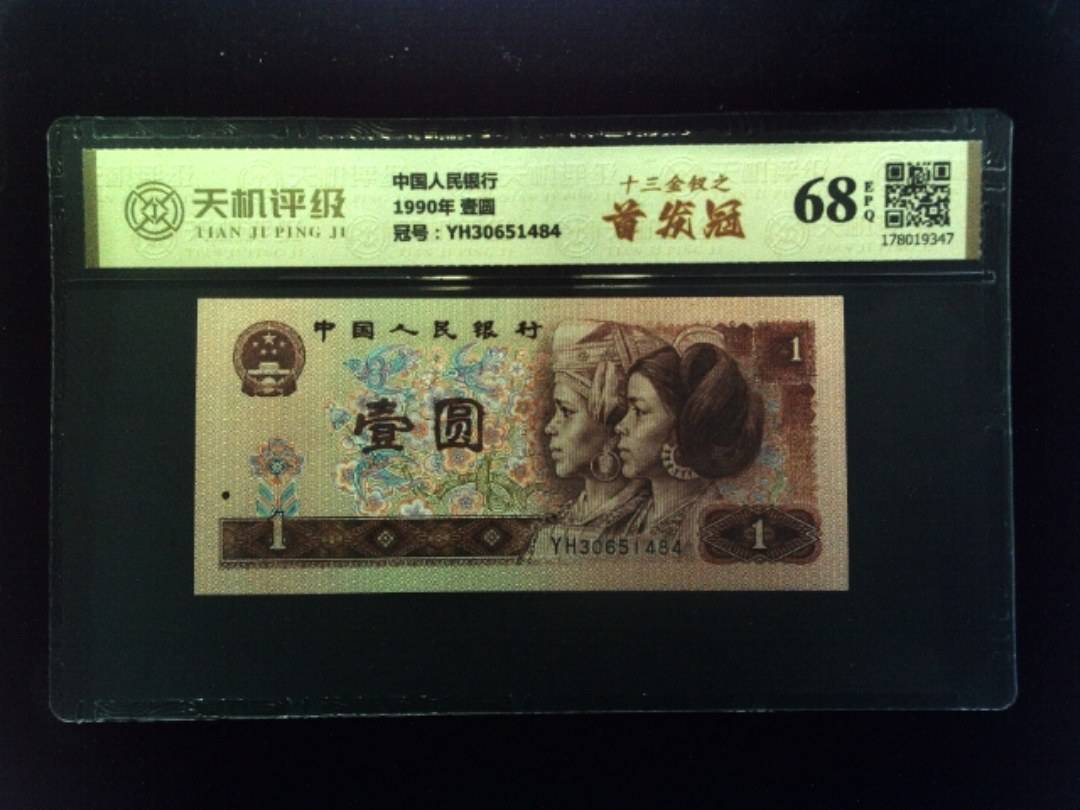 天机评级
TIAN JI PING JI
中国人民银行
1990年 壹圆
冠号：YH30651484
十三金钗之
首发冠
68
EPQ
178019347
中国人民银行
壹圆
1
1
YH30651484
1